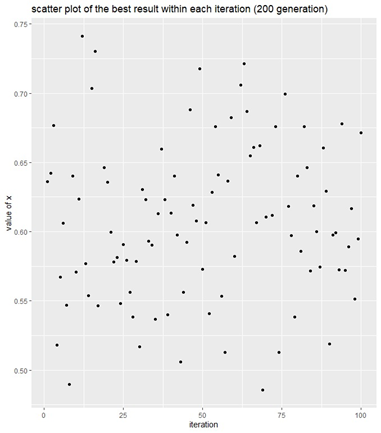 scatter plot of the best result within each iteration (200 generation)
0.75
0.70
0.65
0.60
0.55
0.50
value of x
0 25 50 75 100
iteration